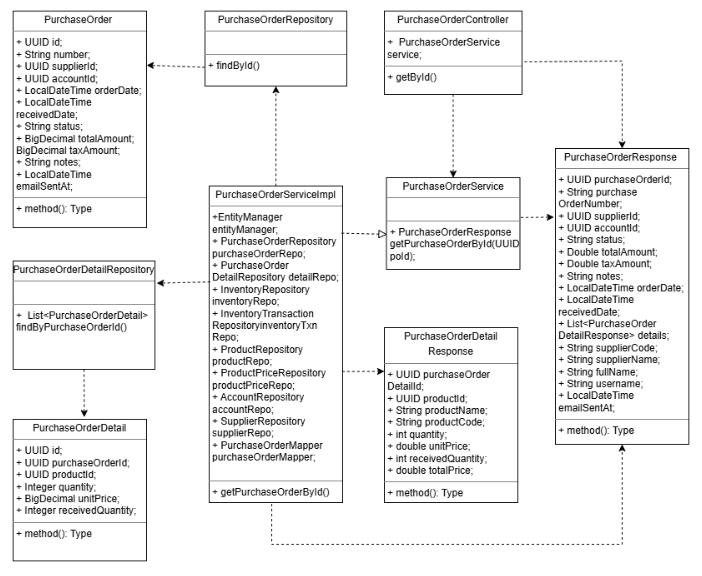 PurchaseOrder
+ UUID id;
+ String number;
+ UUID supplierId;
+ UUID accountId;
+ LocalDateTime orderDate;
+ LocalDateTime
receivedDate;
+ String status;
+ BigDecimal totalAmount;
BigDecimal taxAmount;
+ String notes;
+ LocalDateTime
emailSentAt;
+ method(): Type
PurchaseOrderRepository
+ findById()
PurchaseOrderController
+ PurchaseOrderService
service;
+ getById()
PurchaseOrderResponse
+ UUID purchaseOrderId;
+ String purchase
OrderNumber;
+ UUID supplierId;
+ UUID accountId;
+ String status;
+ Double totalAmount;
+ Double taxAmount;
+ String notes;
+ LocalDateTime orderDate;
+ LocalDateTime
receivedDate;
+ List<PurchaseOrder
DetailResponse> details;
+ String supplierCode;
+ String supplierName;
+ String fullName;
+ String username;
+ LocalDateTime
emailSentAt;
+ method(): Type
PurchaseOrderServiceImpl
+EntityManager
entityManager;
+ PurchaseOrderRepository
purchaseOrderRepo;
+ PurchaseOrder
DetailRepository detailRepo;
+ InventoryRepository
inventoryRepo;
+ InventoryTransaction
RepositoryinventoryTxn
Repo;
+ ProductRepository
productRepo;
+ ProductPriceRepository
productPriceRepo;
+ AccountRepository
accountRepo;
+ SupplierRepository
supplierRepo;
+ PurchaseOrderMapper
purchaseOrderMapper;
+ getPurchaseOrderById()
PurchaseOrderService
+ PurchaseOrderResponse
getPurchaseOrderById(UUID
poId);
PurchaseOrderDetailRepository
+ List<PurchaseOrderDetail>
findByPurchaseOrderId()
PurchaseOrderDetail
Response
+ UUID purchaseOrder
DetailId;
+ UUID productId;
+ String productName;
+ String productCode;
+ int quantity;
+ double unitPrice;
+ int receivedQuantity;
+ double totalPrice;
+ method(): Type
PurchaseOrderDetail
+ UUID id;
+ UUID purchaseOrderId;
+ UUID productId;
+ Integer quantity;
+ BigDecimal unitPrice;
+ Integer receivedQuantity;
+ method(): Type